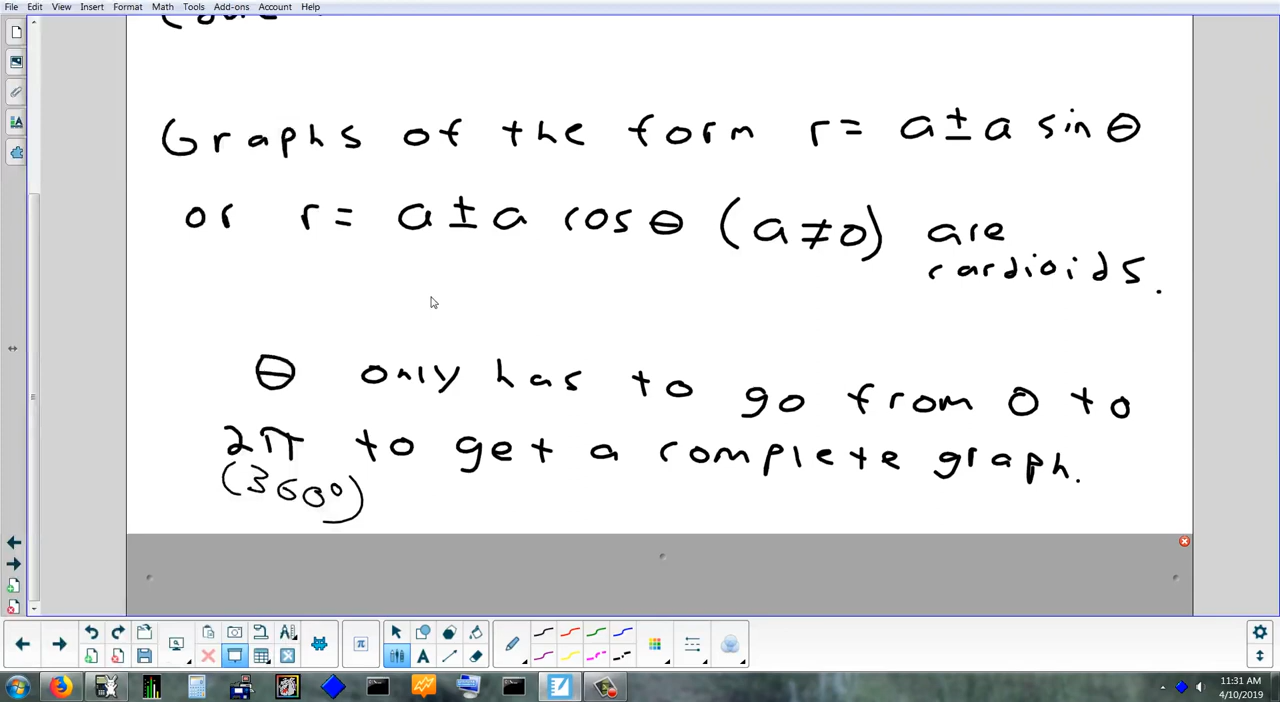 File Edit View Insert Format Math Tools Add-ons Account Help
Graphs of the form r= a±a sin θ
or r= a±a cos θ (a≠0) are
cardioids.
θ only has to go from 0 to
2π to get a complete graph.
(360°)
π
A
11:31 AM
4/10/2019